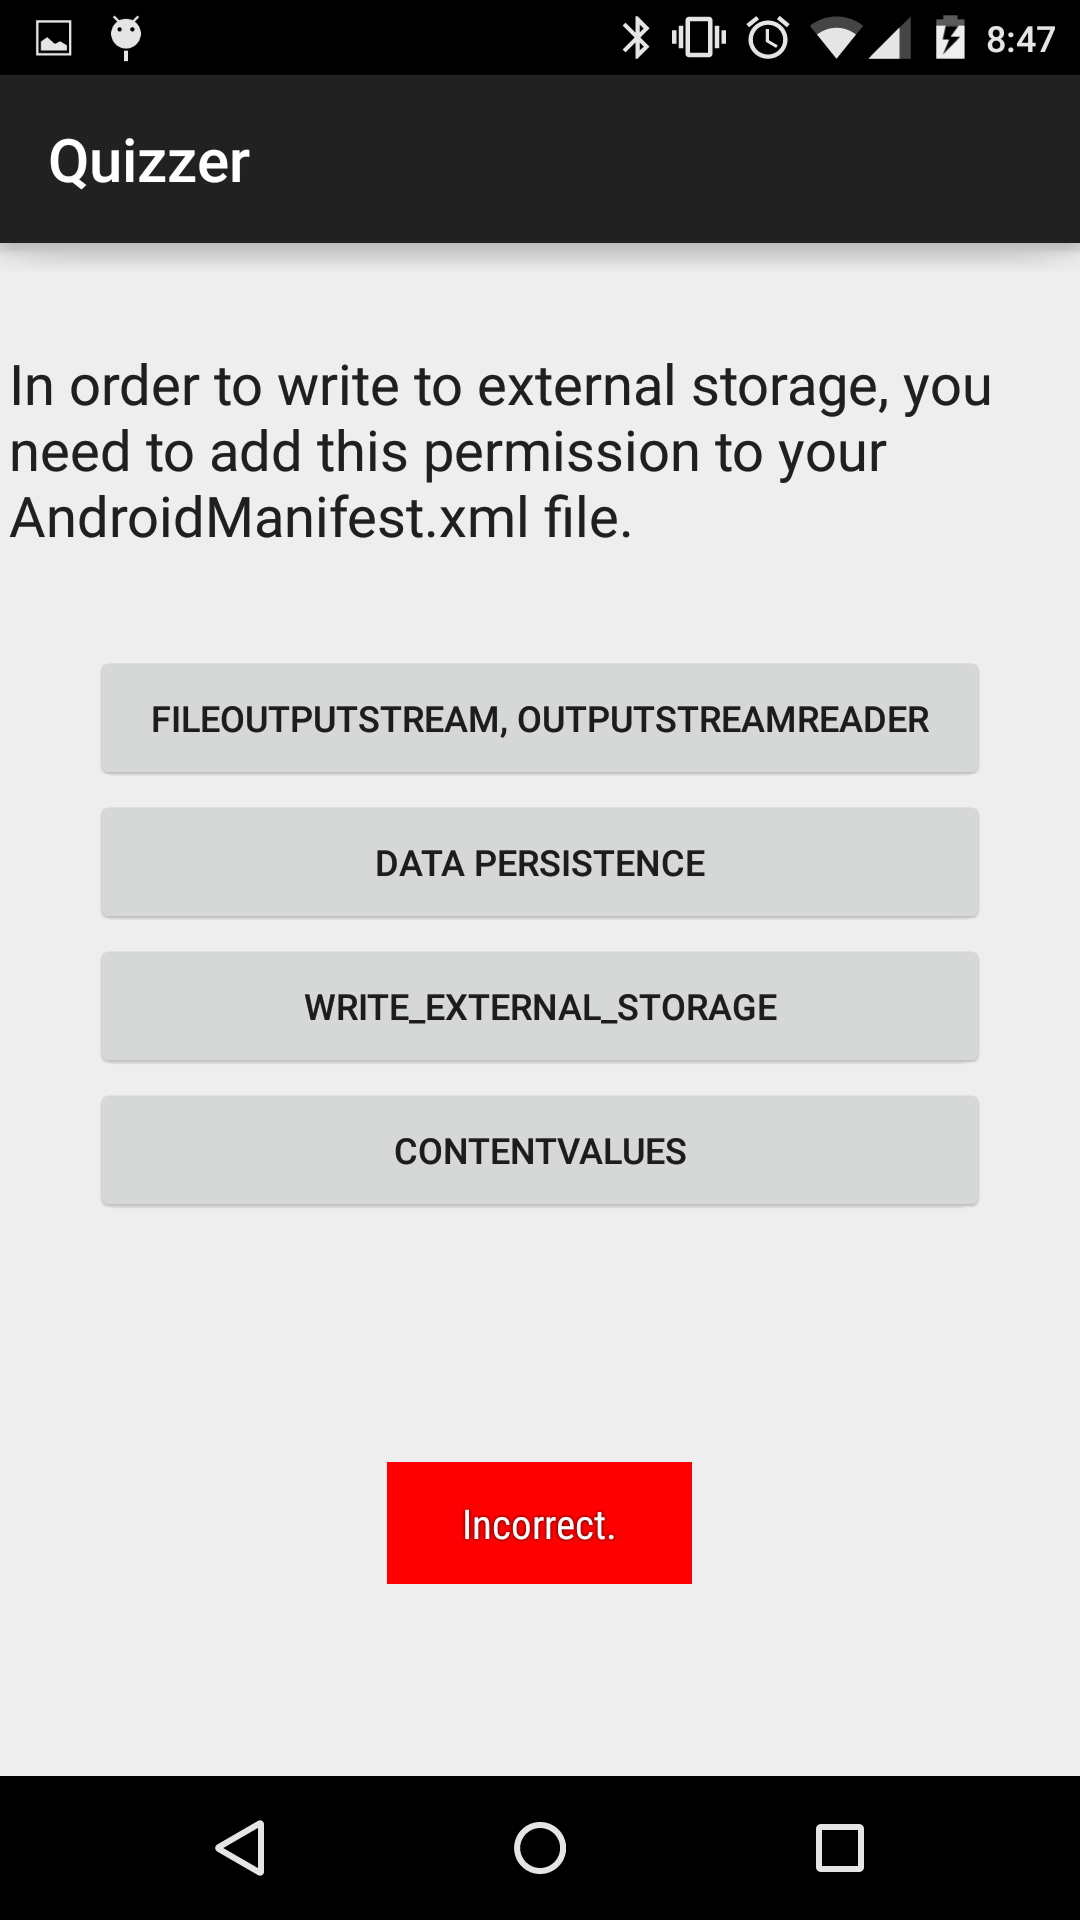 8:47
Quizzer
In order to write to external storage, you
need to add this permission to your
AndroidManifest.xml file.
FILEOUTPUTSTREAM, OUTPUTSTREAMREADER
DATA PERSISTENCE
WRITE_EXTERNAL_STORAGE
CONTENTVALUES
Incorrect.